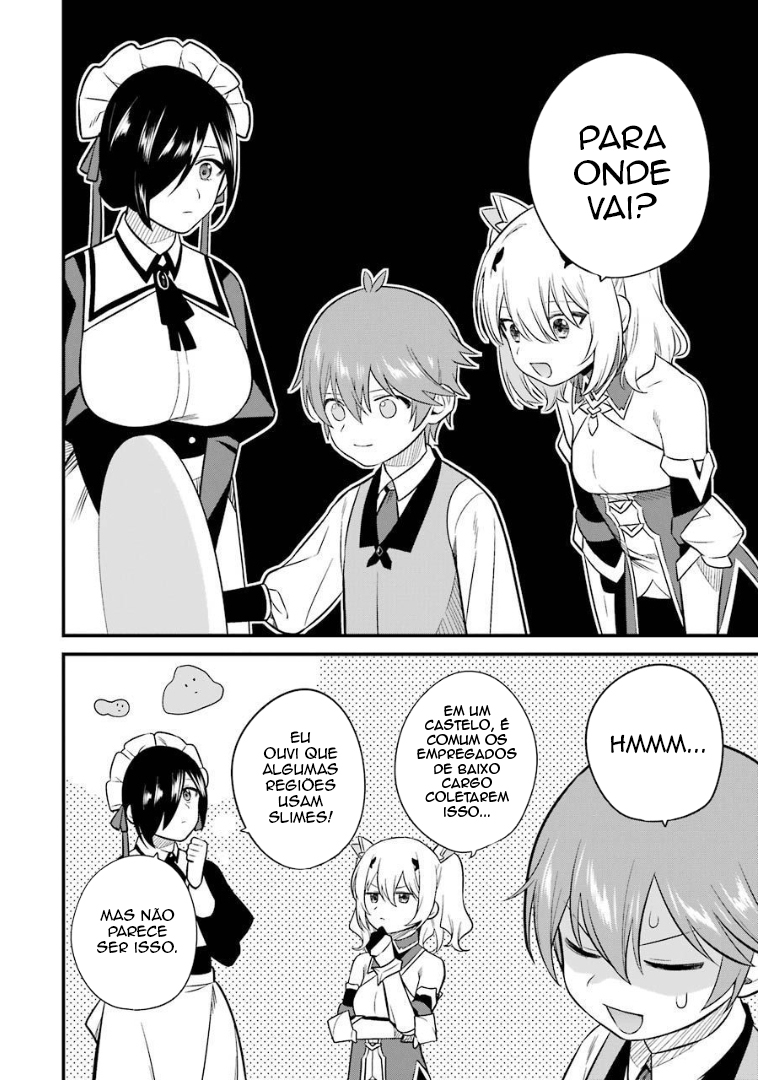 PARA
ONDE
VAI?
HMMM...
EM UM
CASTELO, É
COMUM OS
EMPREGADOS
DE BAIXO
CARGO
COLETAREM
ISSO...
EU
OUVI QUE
ALGUMAS
REGIÕES
USAM
SLIMES!
MAS NÃO
PARECE
SER ISSO.